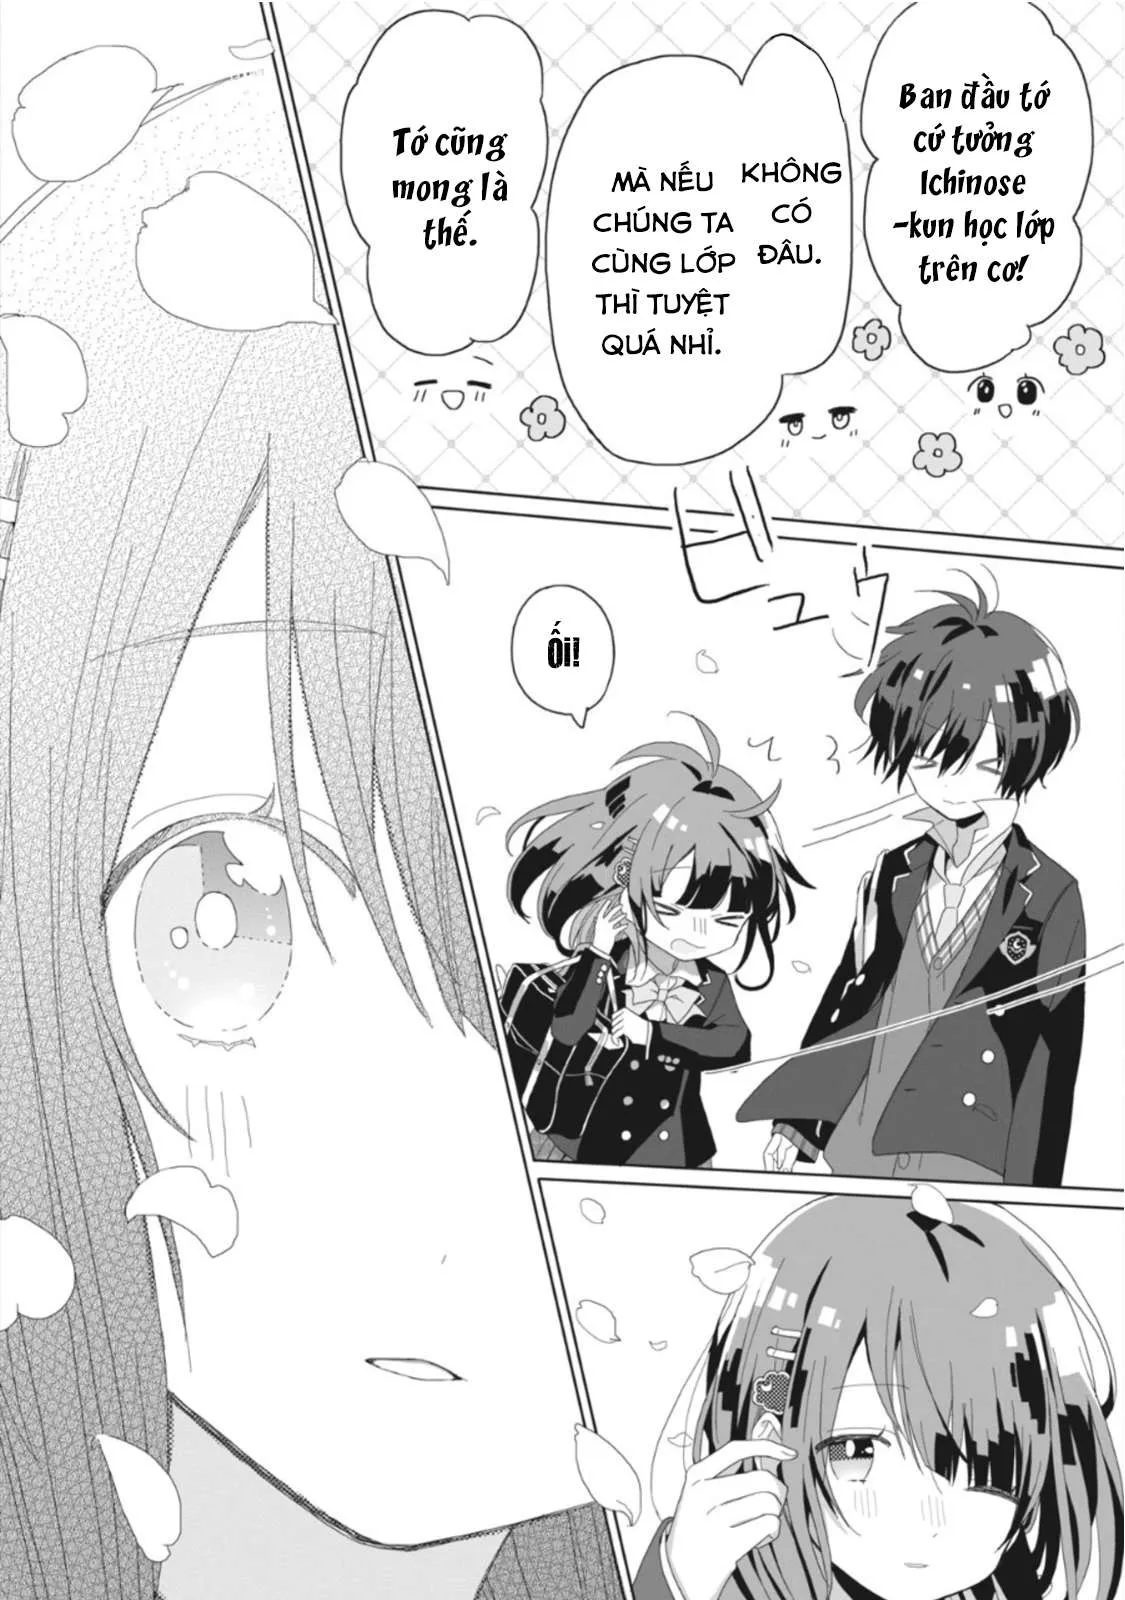 Ban đầu tớ
cứ tưởng
Ichinose
-kun học lớp
trên cơ!
KHÔNG
CÓ
ĐÂU.
MÀ NẾU
CHÚNG TA
CÙNG LỚP
THÌ TUYỆT
QUÁ NHỈ.
Tớ cũng
mong là
thế.
ビュウ
ỐI!